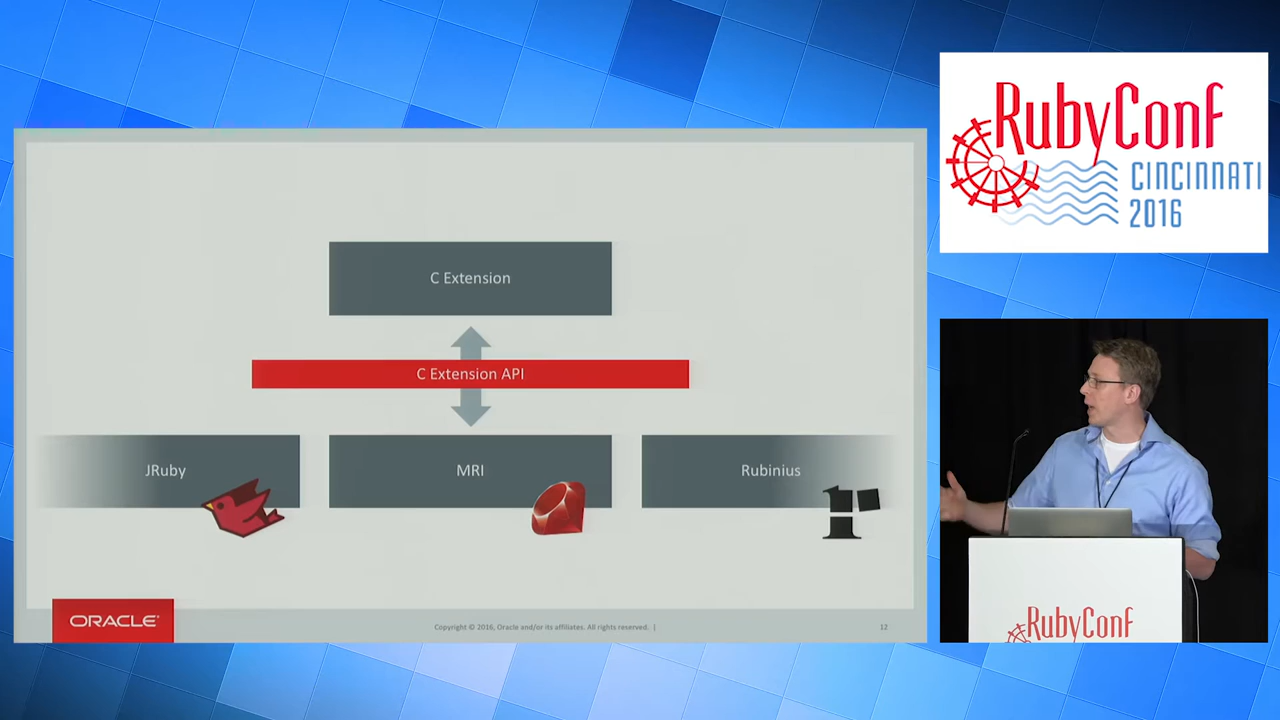 C Extension
C Extension API
JRuby
MRI
Rubinius
ORACLE
Copyright © 2016, Oracle and/or its affiliates. All rights reserved. |
12
RubyConf
CINCINNATI
2016
RubyConf